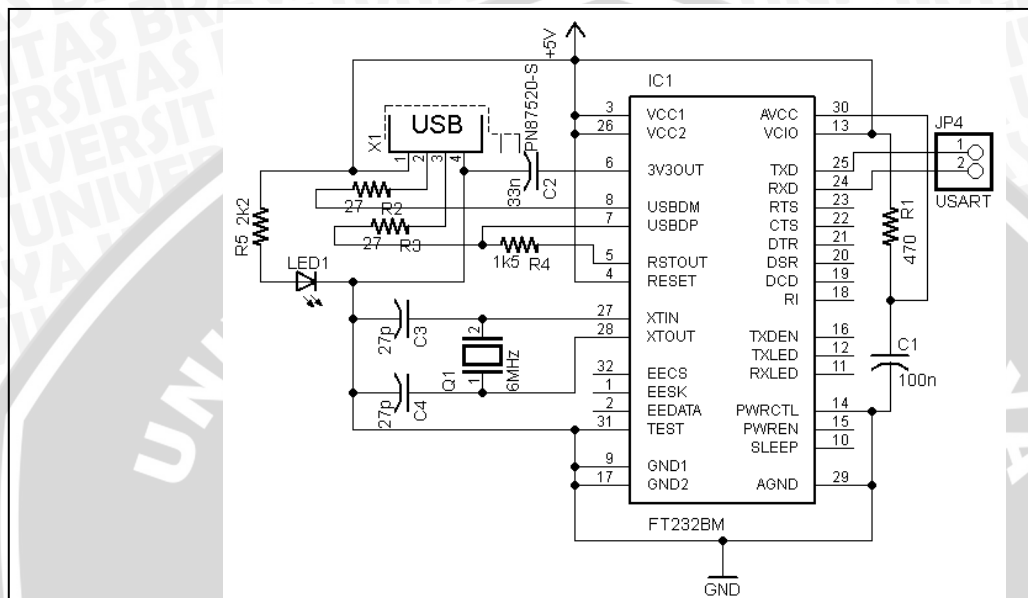 +5V
IC1
PN87520-S
X1
USB
1 2 3 4
33n
C2
27
R2
27
R3
1k5
R4
R5
2k2
LED1
27p
C3
27p
C4
Q1
2
1
6MHz
3 VCC1
26 VCC2
6 3V3OUT
8 USBDM
7 USBDP
5 RSTOUT
4 RESET
27 XTIN
28 XTOUT
32 EECS
1 EESK
2 EEDATA
31 TEST
9 GND1
17 GND2
AVCC 30
VCIO 13
TXD 25
RXD 24
RTS 23
CTS 22
DTR 21
DSR 20
DCD 19
RI 18
TXDEN 16
TXLED 12
RXLED 11
PWRCTL 14
PWREN 15
SLEEP 10
AGND 29
FT232BM
JP4
1
2
USART
R1
470
C1
100n
GND